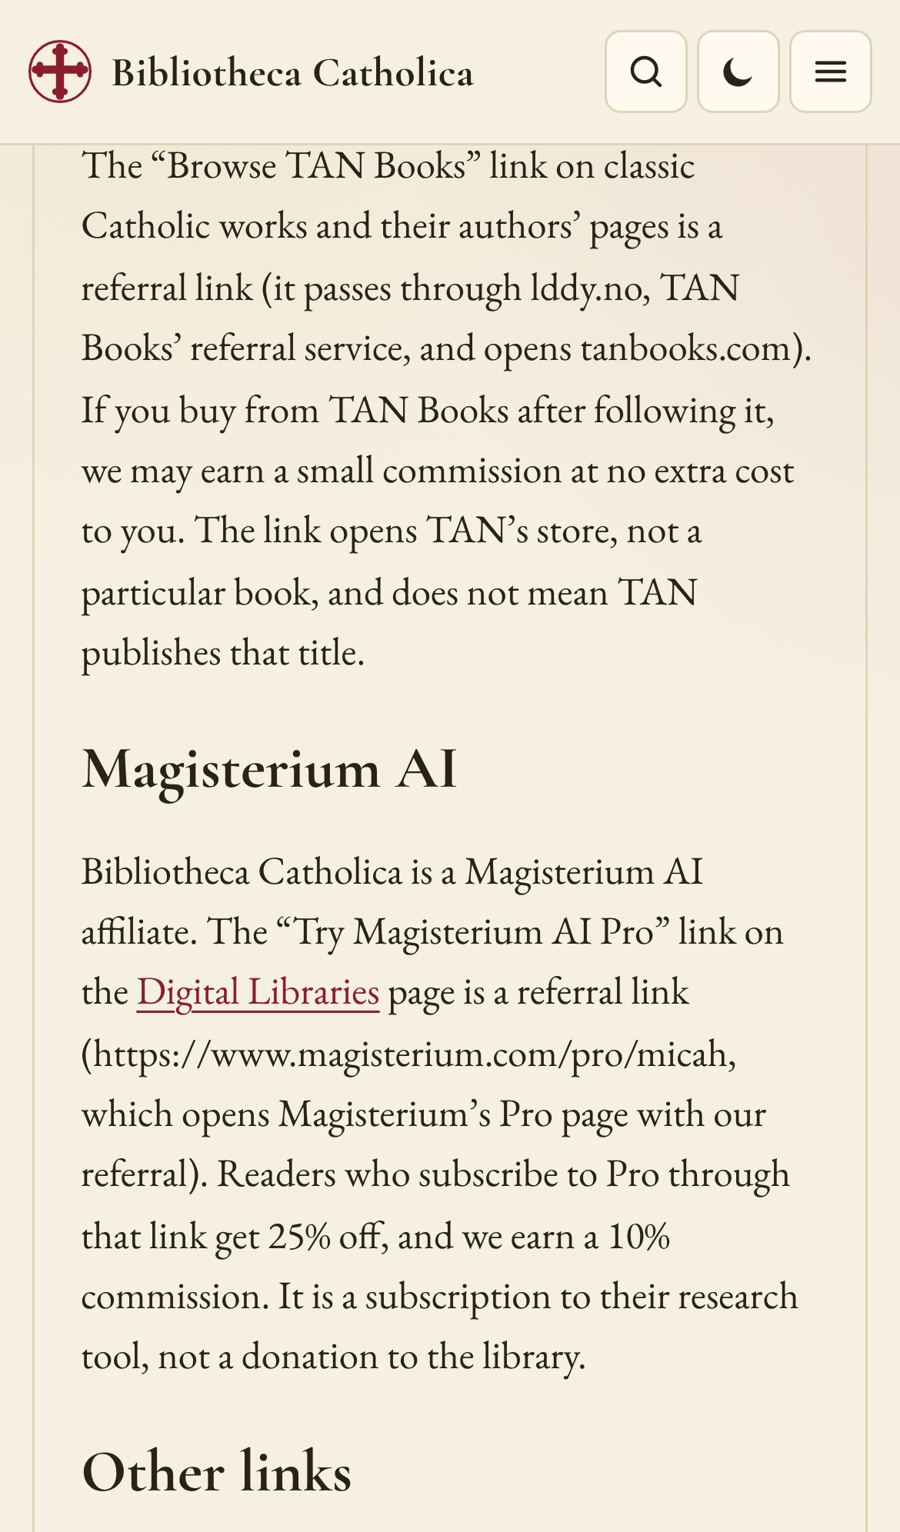 Bibliotheca Catholica
The “Browse TAN Books” link on classic
Catholic works and their authors’ pages is a
referral link (it passes through lddy.no, TAN
Books’ referral service, and opens tanbooks.com).
If you buy from TAN Books after following it,
we may earn a small commission at no extra cost
to you. The link opens TAN’s store, not a
particular book, and does not mean TAN
publishes that title.
Magisterium AI
Bibliotheca Catholica is a Magisterium AI
affiliate. The “Try Magisterium AI Pro” link on
the Digital Libraries page is a referral link
(https://www.magisterium.com/pro/micah,
which opens Magisterium’s Pro page with our
referral). Readers who subscribe to Pro through
that link get 25% off, and we earn a 10%
commission. It is a subscription to their research
tool, not a donation to the library.
Other links